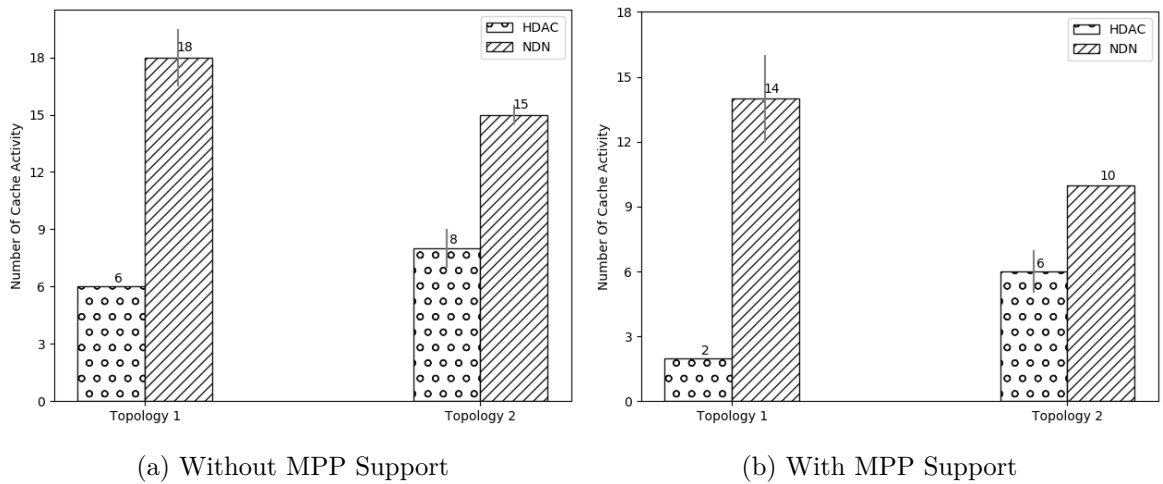 Number Of Cache Activity
18
15
12
9
6
3
0
HDAC
NDN
18
15
8
6
Topology 1
Topology 2
(a) Without MPP Support
Number Of Cache Activity
18
15
12
9
6
3
0
HDAC
NDN
14
10
6
2
Topology 1
Topology 2
(b) With MPP Support